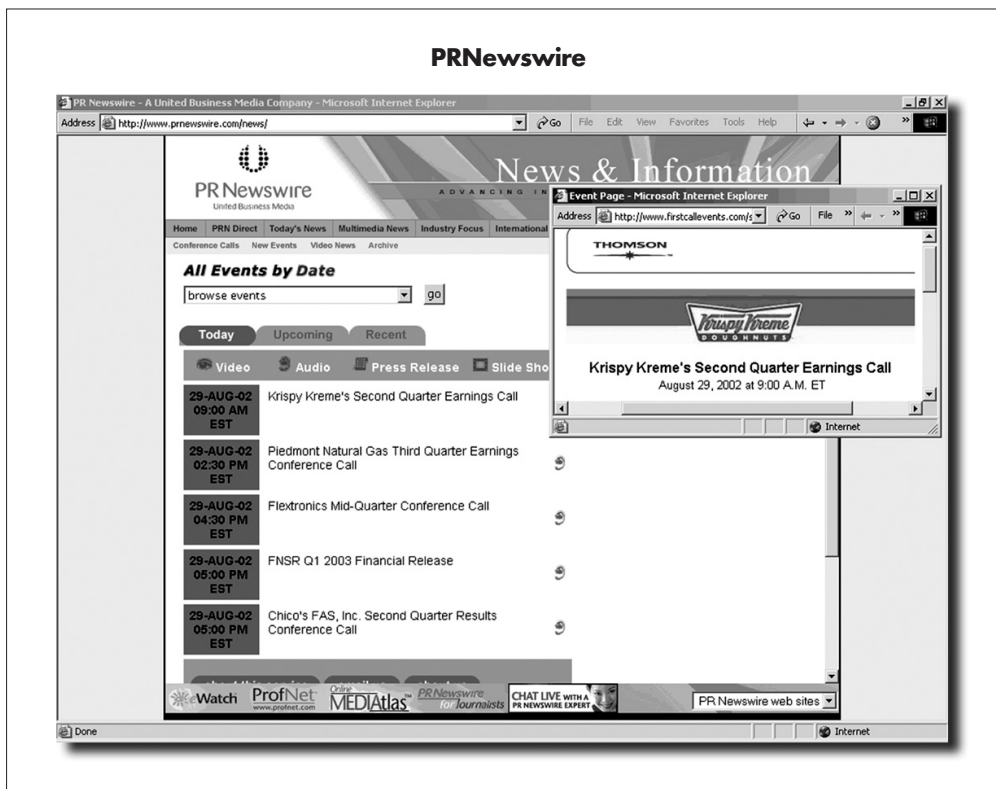 PRNewswire
PR Newswire - A United Business Media Company - Microsoft Internet Explorer
Address http://www.prnewswire.com/news/ Go File Edit View Favorites Tools Help »
PR Newswire
United Business Media
News & Information
ADVANCING IN
Home PRN Direct Today's News Multimedia News Industry Focus International
Conference Calls New Events Video News Archive
All Events by Date
browse events go
Today Upcoming Recent
Video Audio Press Release Slide Sho
29-AUG-02
09:00 AM
EST
Krispy Kreme's Second Quarter Earnings Call
29-AUG-02
02:30 PM
EST
Piedmont Natural Gas Third Quarter Earnings
Conference Call
29-AUG-02
04:30 PM
EST
Flextronics Mid-Quarter Conference Call
29-AUG-02
05:00 PM
EST
FNSR Q1 2003 Financial Release
29-AUG-02
05:00 PM
EST
Chico's FAS, Inc. Second Quarter Results
Conference Call
eWatch
ProfNet
www.profnet.com
Online
MEDIAtlas™
PR Newswire
for Journalists
CHAT LIVE WITH A
PR NEWSWIRE EXPERT
PR Newswire web sites
Done Internet
Event Page - Microsoft Internet Explorer
Address http://www.firstcallevents.com/s Go File » »
THOMSON
Krispy Kreme
DOUGHNUTS
Krispy Kreme's Second Quarter Earnings Call
August 29, 2002 at 9:00 A.M. ET
Internet